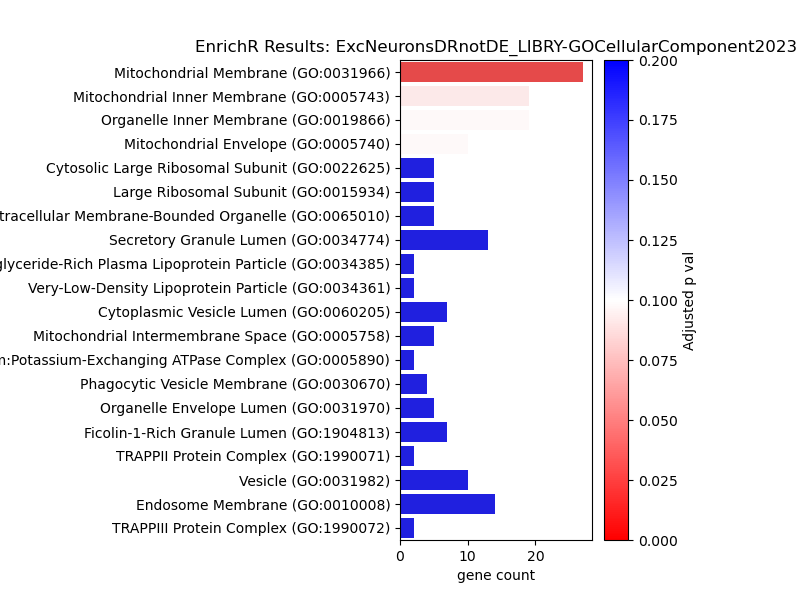 EnrichR Results: ExcNeuronsDRnotDE_LIBRY-GOCellularComponent2023
Mitochondrial Membrane (GO:0031966)
Mitochondrial Inner Membrane (GO:0005743)
Organelle Inner Membrane (GO:0019866)
Mitochondrial Envelope (GO:0005740)
Cytosolic Large Ribosomal Subunit (GO:0022625)
Large Ribosomal Subunit (GO:0015934)
tracellular Membrane-Bounded Organelle (GO:0065010)
Secretory Granule Lumen (GO:0034774)
glyceride-Rich Plasma Lipoprotein Particle (GO:0034385)
Very-Low-Density Lipoprotein Particle (GO:0034361)
Cytoplasmic Vesicle Lumen (GO:0060205)
Mitochondrial Intermembrane Space (GO:0005758)
m:Potassium-Exchanging ATPase Complex (GO:0005890)
Phagocytic Vesicle Membrane (GO:0030670)
Organelle Envelope Lumen (GO:0031970)
Ficolin-1-Rich Granule Lumen (GO:1904813)
TRAPPII Protein Complex (GO:1990071)
Vesicle (GO:0031982)
Endosome Membrane (GO:0010008)
TRAPPIII Protein Complex (GO:1990072)
0 10 20
gene count
0.200
0.175
0.150
0.125
0.100
0.075
0.050
0.025
0.000
Adjusted p val